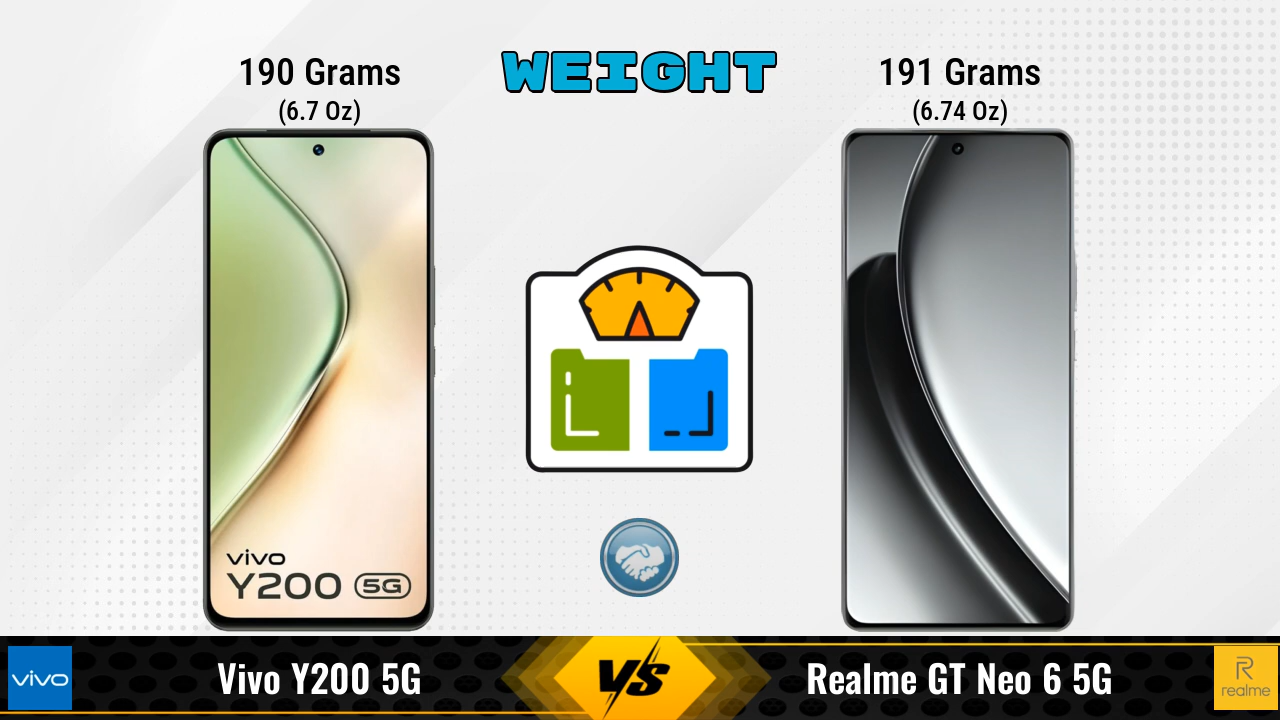 WEIGHT
190 Grams
(6.7 Oz)
191 Grams
(6.74 Oz)
vivo
Y200 5G
vivo
Vivo Y200 5G
VS
Realme GT Neo 6 5G
R
realme